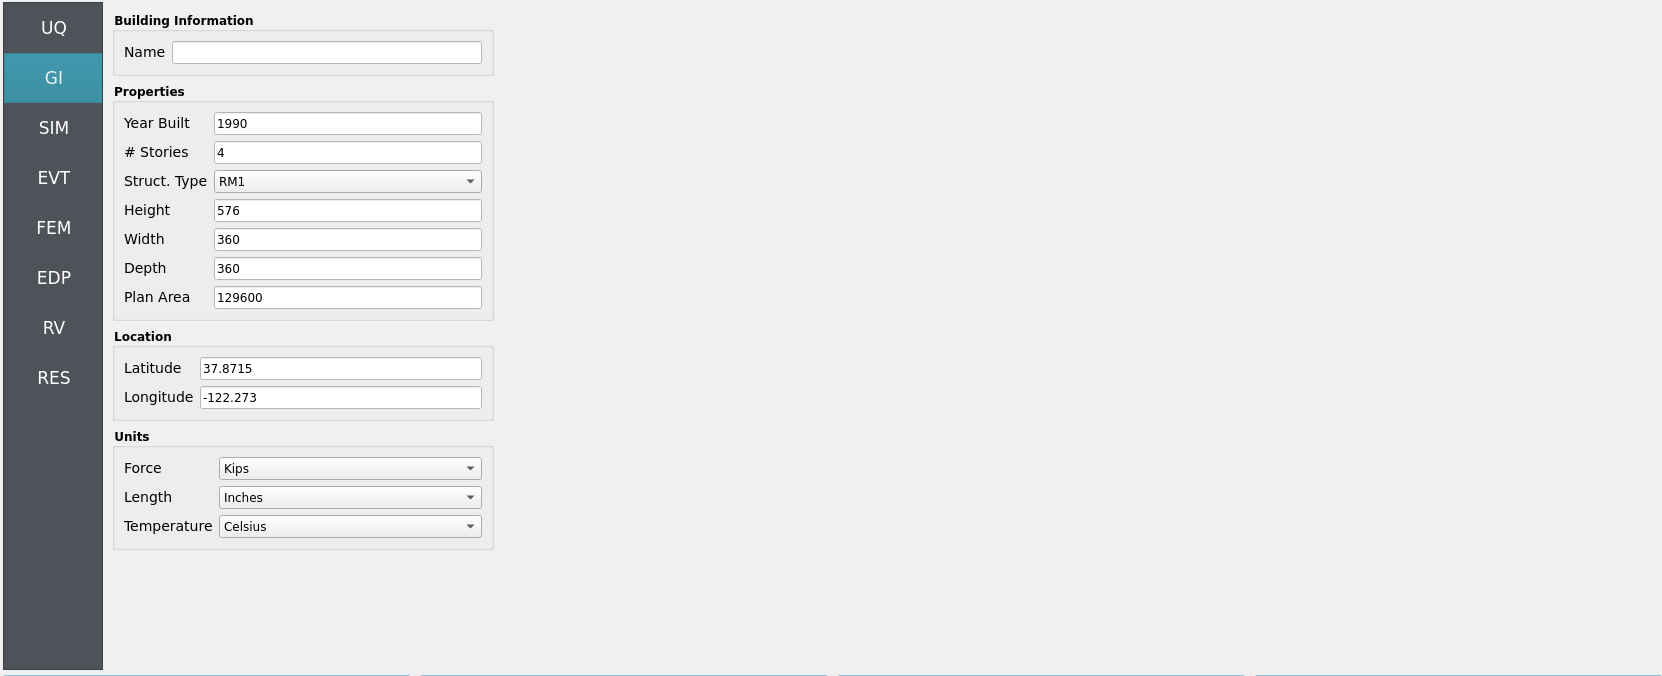 UQ
GI
SIM
EVT
FEM
EDP
RV
RES
Building Information
Name
Properties
Year Built 1990
# Stories 4
Struct. Type RM1
Height 576
Width 360
Depth 360
Plan Area 129600
Location
Latitude 37.8715
Longitude -122.273
Units
Force Kips
Length Inches
Temperature Celsius